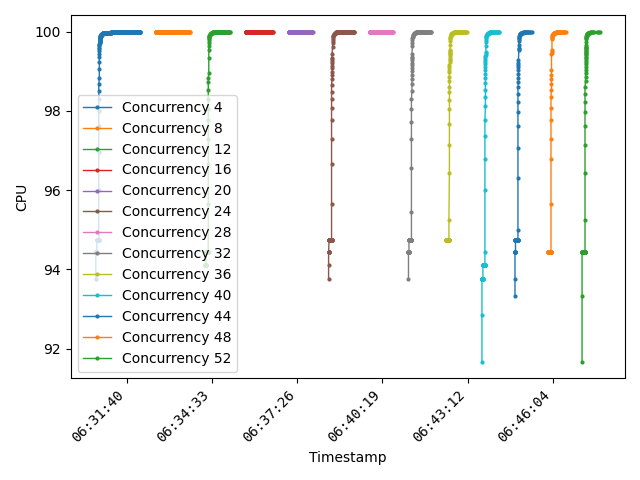 100
98
96
94
92
CPU
Concurrency 4
Concurrency 8
Concurrency 12
Concurrency 16
Concurrency 20
Concurrency 24
Concurrency 28
Concurrency 32
Concurrency 36
Concurrency 40
Concurrency 44
Concurrency 48
Concurrency 52
06:31:40
06:34:33
06:37:26
06:40:19
06:43:12
06:46:04
Timestamp